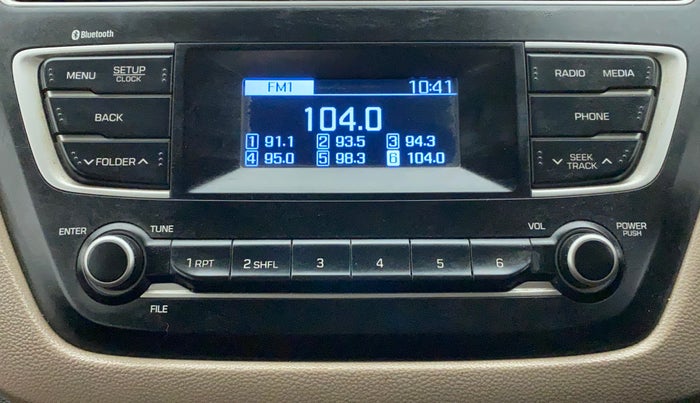 Bluetooth
MENU SETUP CLOCK
BACK
FOLDER
FM1 10:41
104.0
1 91.1 2 93.5 3 94.3
4 95.0 5 98.3 6 104.0
RADIO MEDIA
PHONE
SEEK TRACK
ENTER TUNE
FILE
1 RPT 2 SHFL 3 4 5 6
VOL POWER PUSH